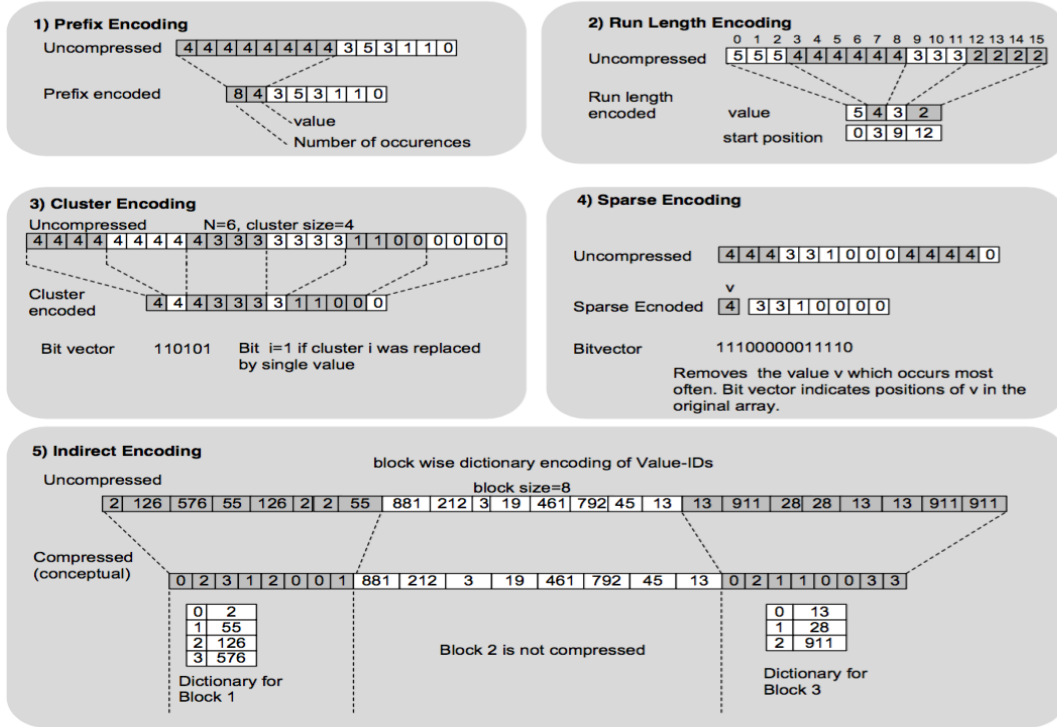 1) Prefix Encoding
Uncompressed 4 4 4 4 4 4 4 4 3 5 3 1 1 0
Prefix encoded 8 4 3 5 3 1 1 0
value
Number of occurences
2) Run Length Encoding
0 1 2 3 4 5 6 7 8 9 10 11 12 13 14 15
Uncompressed 5 5 5 4 4 4 4 4 4 3 3 3 2 2 2 2
Run length
encoded value 5 4 3 2
start position 0 3 9 12
3) Cluster Encoding
Uncompressed N=6, cluster size=4
4 4 4 4 4 4 4 4 4 3 3 3 3 3 3 3 1 1 0 0 0 0 0 0
Cluster
encoded 4 4 4 3 3 3 3 1 1 0 0 0
Bit vector 110101 Bit i=1 if cluster i was replaced
by single value
4) Sparse Encoding
Uncompressed 4 4 4 3 3 1 0 0 0 4 4 4 4 0
v
Sparse Ecnoded 4 3 3 1 0 0 0 0
Bitvector 11100000011110
Removes the value v which occurs most
often. Bit vector indicates positions of v in the
original array.
5) Indirect Encoding
block wise dictionary encoding of Value-IDs
Uncompressed
block size=8
2 126 576 55 126 2 2 55 881 212 3 19 461 792 45 13 13 911 28 28 13 13 911 911
Compressed
(conceptual)
0 2 3 1 2 0 0 1 881 212 3 19 461 792 45 13 0 2 1 1 0 0 3 3
0 2
1 55
2 126
3 576
Dictionary for
Block 1
Block 2 is not compressed
0 13
1 28
2 911
Dictionary for
Block 3